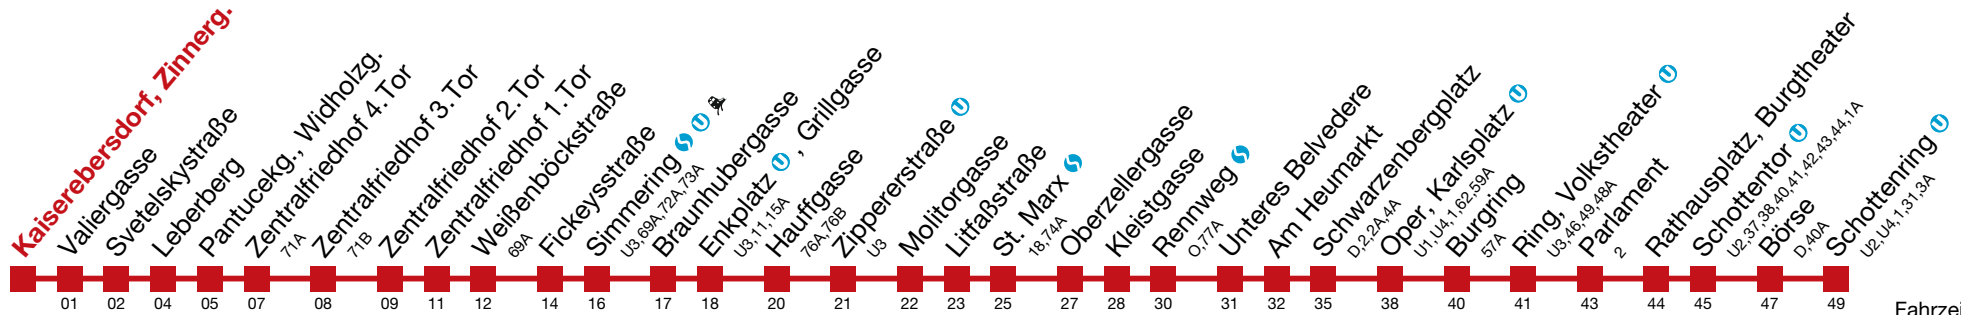 Kaiserebersdorf, Zinnerg.
Valiergasse
Svetelskystraße
Leberberg
Pantucekg., Widholzg.
Zentralfriedhof 4.Tor
71A
Zentralfriedhof 3.Tor
71B
Zentralfriedhof 2.Tor
Zentralfriedhof 1.Tor
Weißenböckstraße
69A
Fickeysstraße
Simmering
U3,69A,72A,73A
Braunhubergasse
Enkplatz U, Grillgasse
U3,11,15A
Hauffgasse
76A,76B
Zippererstraße U
U3
Molitorgasse
Litfaßstraße
St. Marx
18,74A
Oberzellergasse
Kleistgasse
Rennweg
O,77A
Unteres Belvedere
Am Heumarkt
Schwarzenbergplatz
D,2,2A,4A
Oper, Karlsplatz U
U1,U4,1,62,59A
Burgring
57A
Ring, Volkstheater U
U3,46,49,48A
Parlament
2
Rathausplatz, Burgtheater
Schottentor U
U2,37,38,40,41,42,43,44,1A
Börse
D,40A
Schottenring U
U2,U4,1,31,3A
01 02 04 05 07 08 09 11 12 14 16 17 18 20 21 22 23 25 27 28 30 31 32 35 38 40 41 43 44 45 47 49
Fahrzei